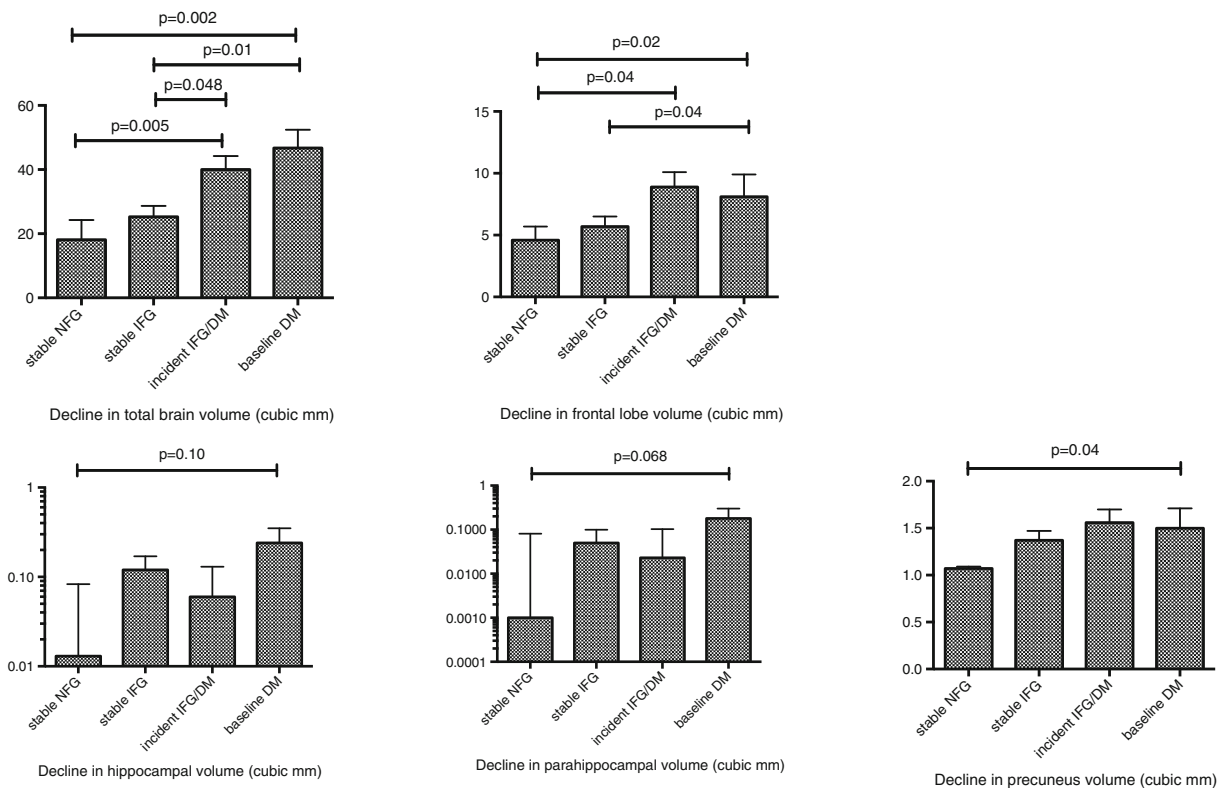 p=0.002
p=0.01
p=0.048
p=0.005
60
40
20
0
stable NFG
stable IFG
incident IFG/DM
baseline DM
Decline in total brain volume (cubic mm)
p=0.02
p=0.04
p=0.04
15
10
5
0
stable NFG
stable IFG
incident IFG/DM
baseline DM
Decline in frontal lobe volume (cubic mm)
p=0.10
1
0.10
0.01
stable NFG
stable IFG
incident IFG/DM
baseline DM
Decline in hippocampal volume (cubic mm)
p=0.068
1
0.1000
0.0100
0.0010
0.0001
stable NFG
stable IFG
incident IFG/DM
baseline DM
Decline in parahippocampal volume (cubic mm)
p=0.04
2.0
1.5
1.0
0.5
0.0
stable NFG
stable IFG
incident IFG/DM
baseline DM
Decline in precuneus volume (cubic mm)